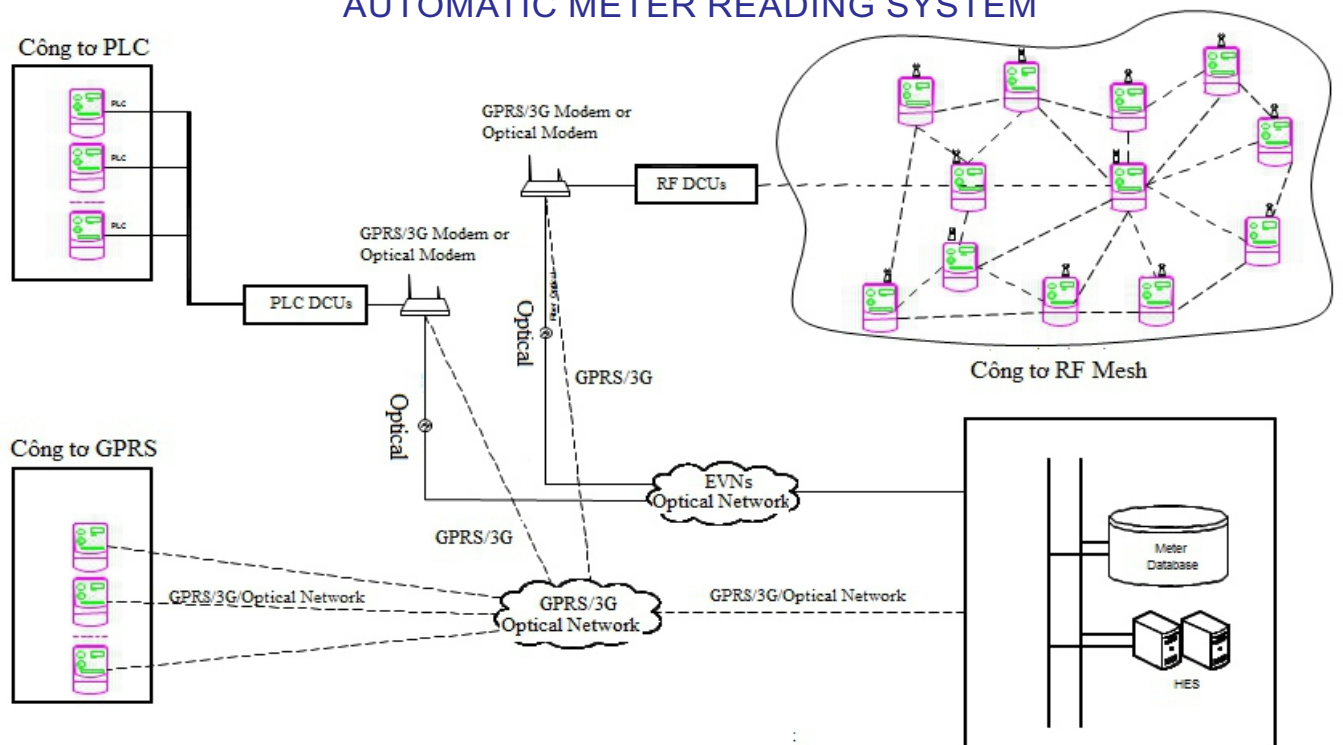 AUTOMATIC METER READING SYSTEM
Công tơ PLC
PLC
PLC
PLC
PLC DCUs
GPRS/3G Modem or
Optical Modem
GPRS/3G Modem or
Optical Modem
RF DCUs
Công tơ RF Mesh
Optical
Optical
GPRS/3G
GPRS/3G
EVNs
Optical Network
Công tơ GPRS
GPRS/3G/Optical Network
GPRS/3G
Optical Network
GPRS/3G/Optical Network
Meter
Database
HES